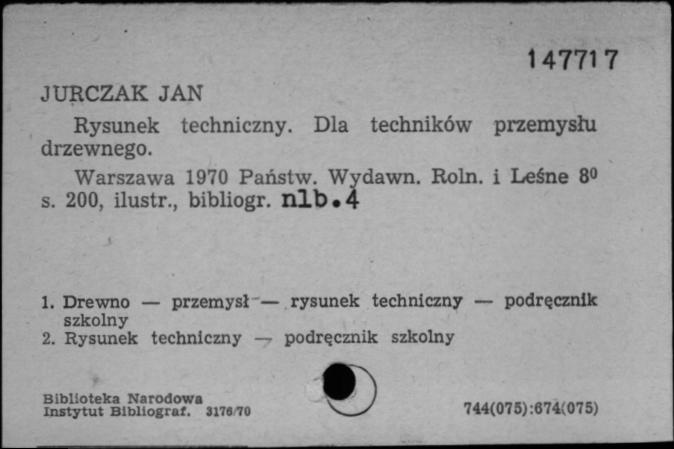 147717
JURCZAK JAN
Rysunek techniczny. Dla techników przemysłu
drzewnego.
Warszawa 1970 Państw. Wydawn. Roln. i Leśne 8⁰
s. 200, ilustr., bibliogr. nlb.4
1. Drewno — przemysł — rysunek techniczny — podręcznik
szkolny
2. Rysunek techniczny — podręcznik szkolny
Biblioteka Narodowa
Instytut Bibliograf. 3176/70
744(075):674(075)